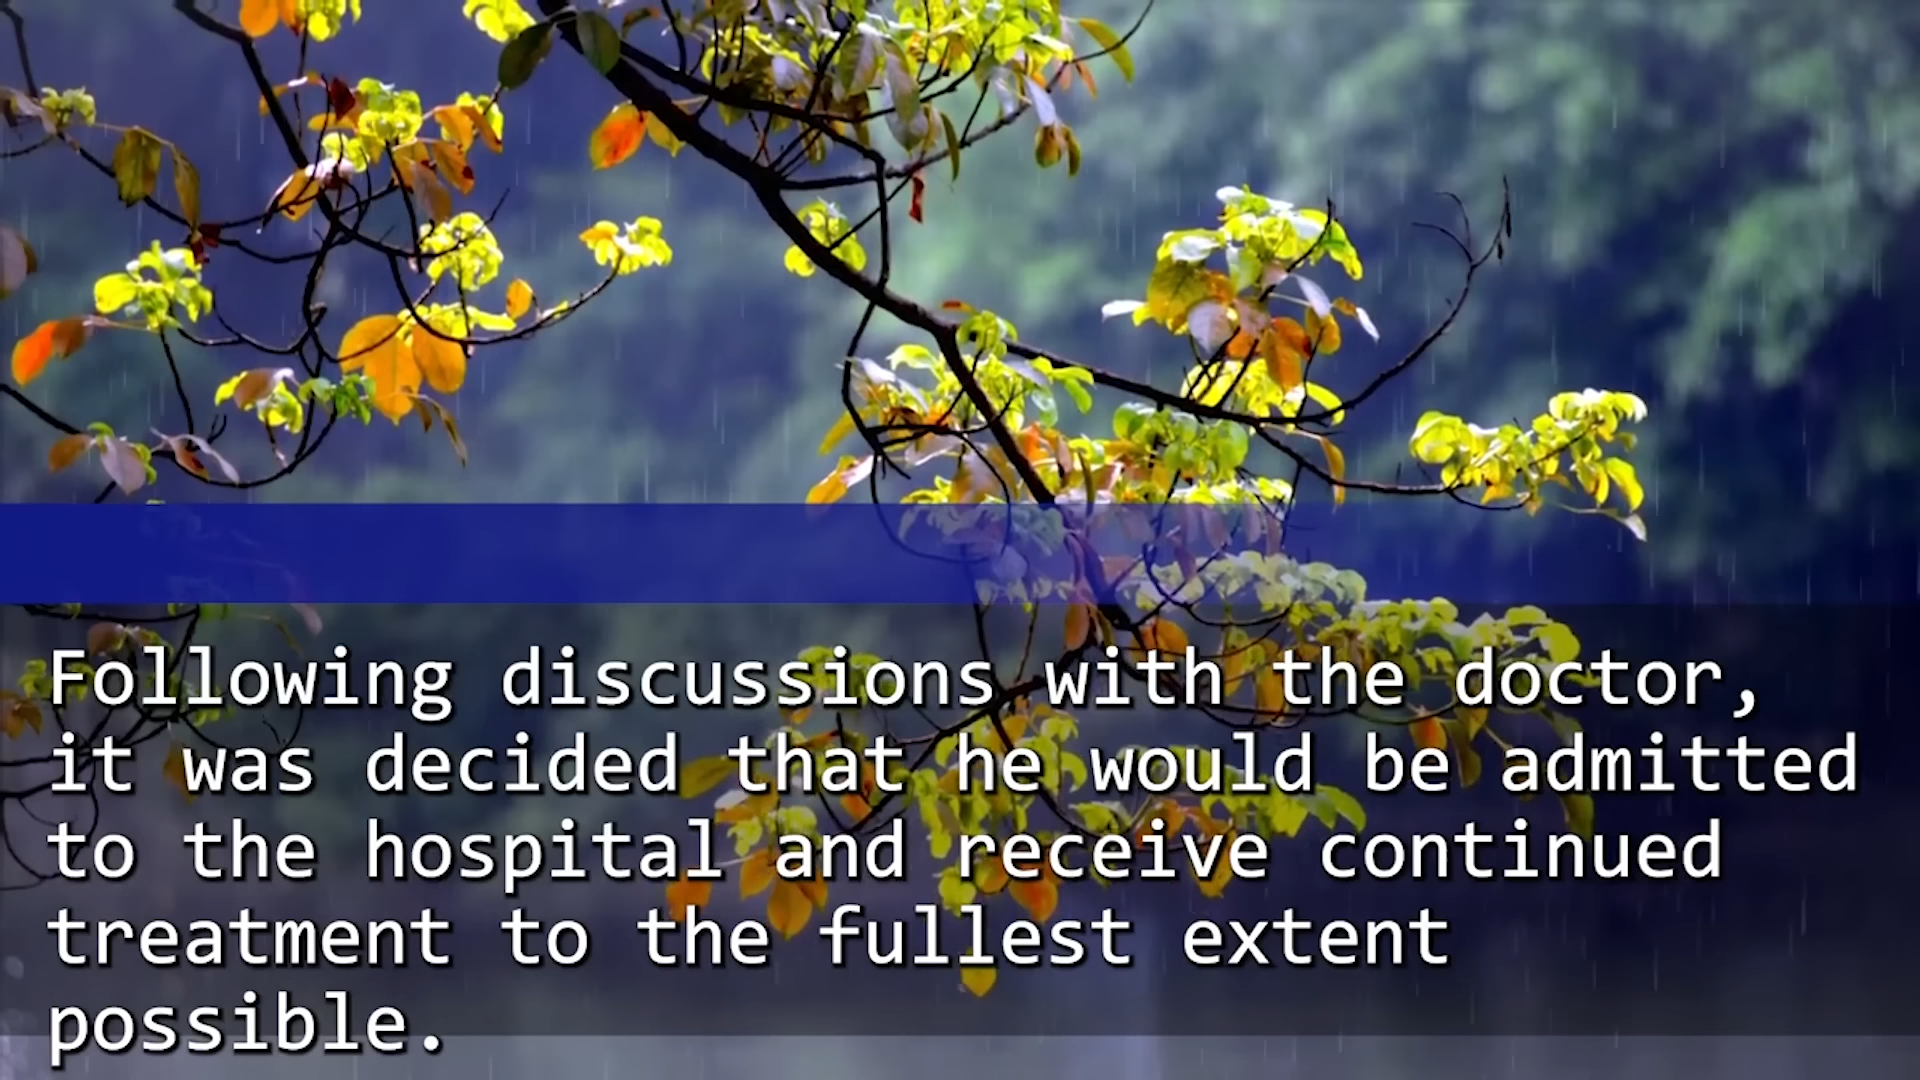 Following discussions with the doctor,
it was decided that he would be admitted
to the hospital and receive continued
treatment to the fullest extent
possible.